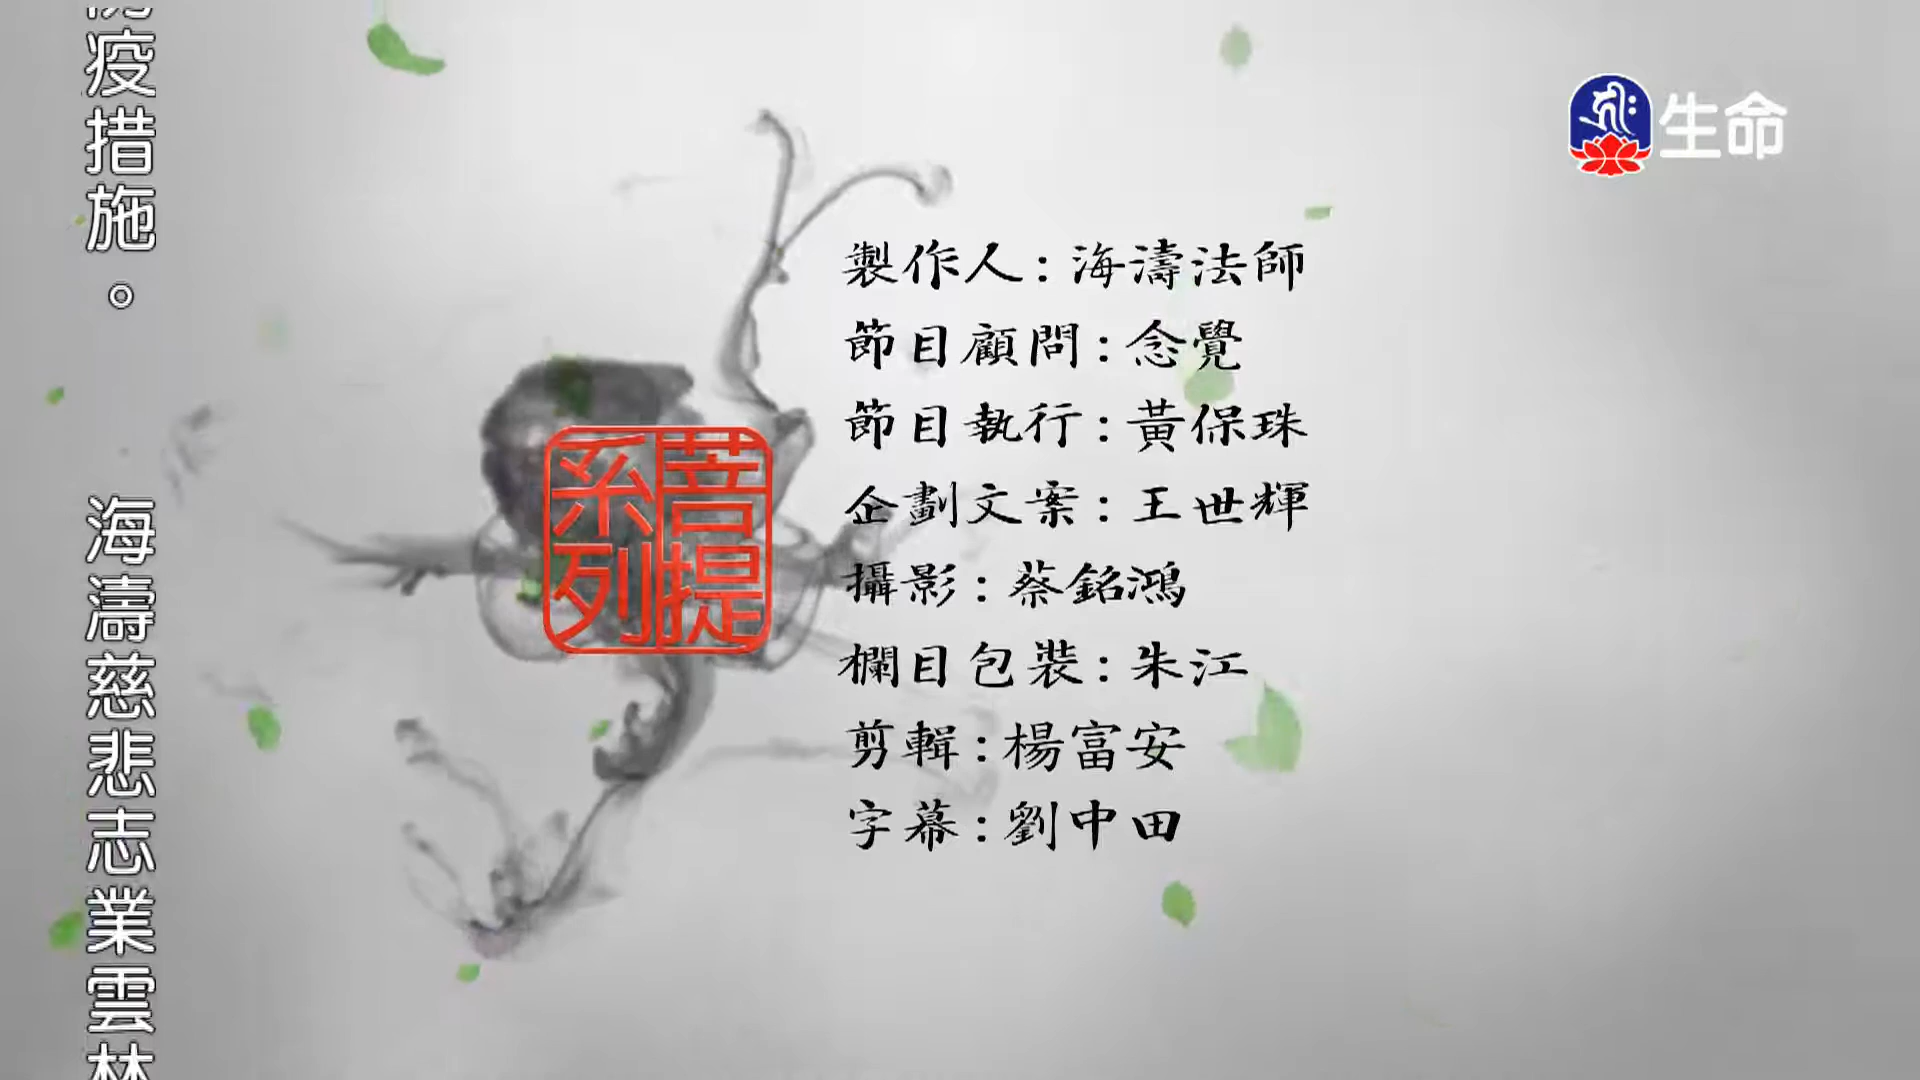 防疫措施。 海濤慈悲志業雲林
生命
菩提
系列
製作人:海濤法師
節目顧問:念覺
節目執行:黃保珠
企劃文案:王世輝
攝影:蔡銘鴻
欄目包裝:朱江
剪輯:楊富安
字幕:劉中田